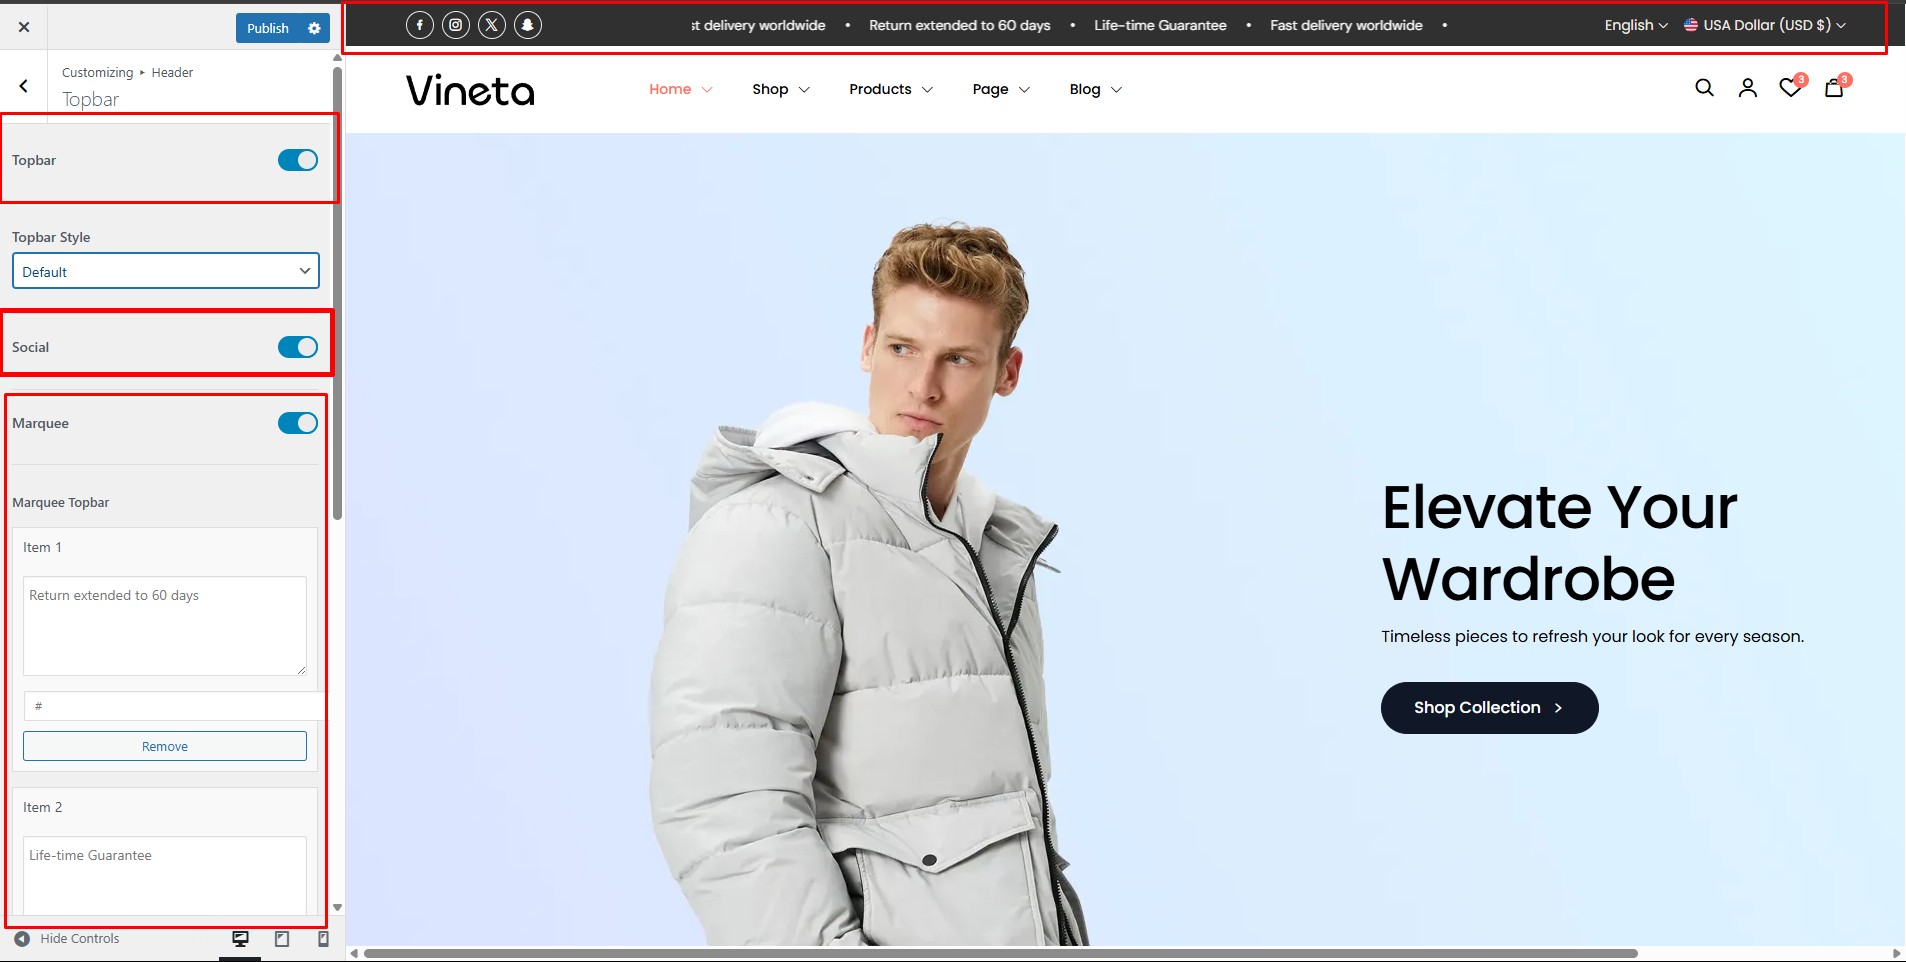 Publish
Customizing ▸ Header
Topbar
Topbar
Topbar Style
Default
Social
Marquee
Marquee Topbar
Item 1
Return extended to 60 days
#
Remove
Item 2
Life-time Guarantee
Hide Controls
st delivery worldwide • Return extended to 60 days • Life-time Guarantee • Fast delivery worldwide •
English USA Dollar (USD $)
Vineta
Home Shop Products Page Blog
3 3
Elevate Your
Wardrobe
Timeless pieces to refresh your look for every season.
Shop Collection